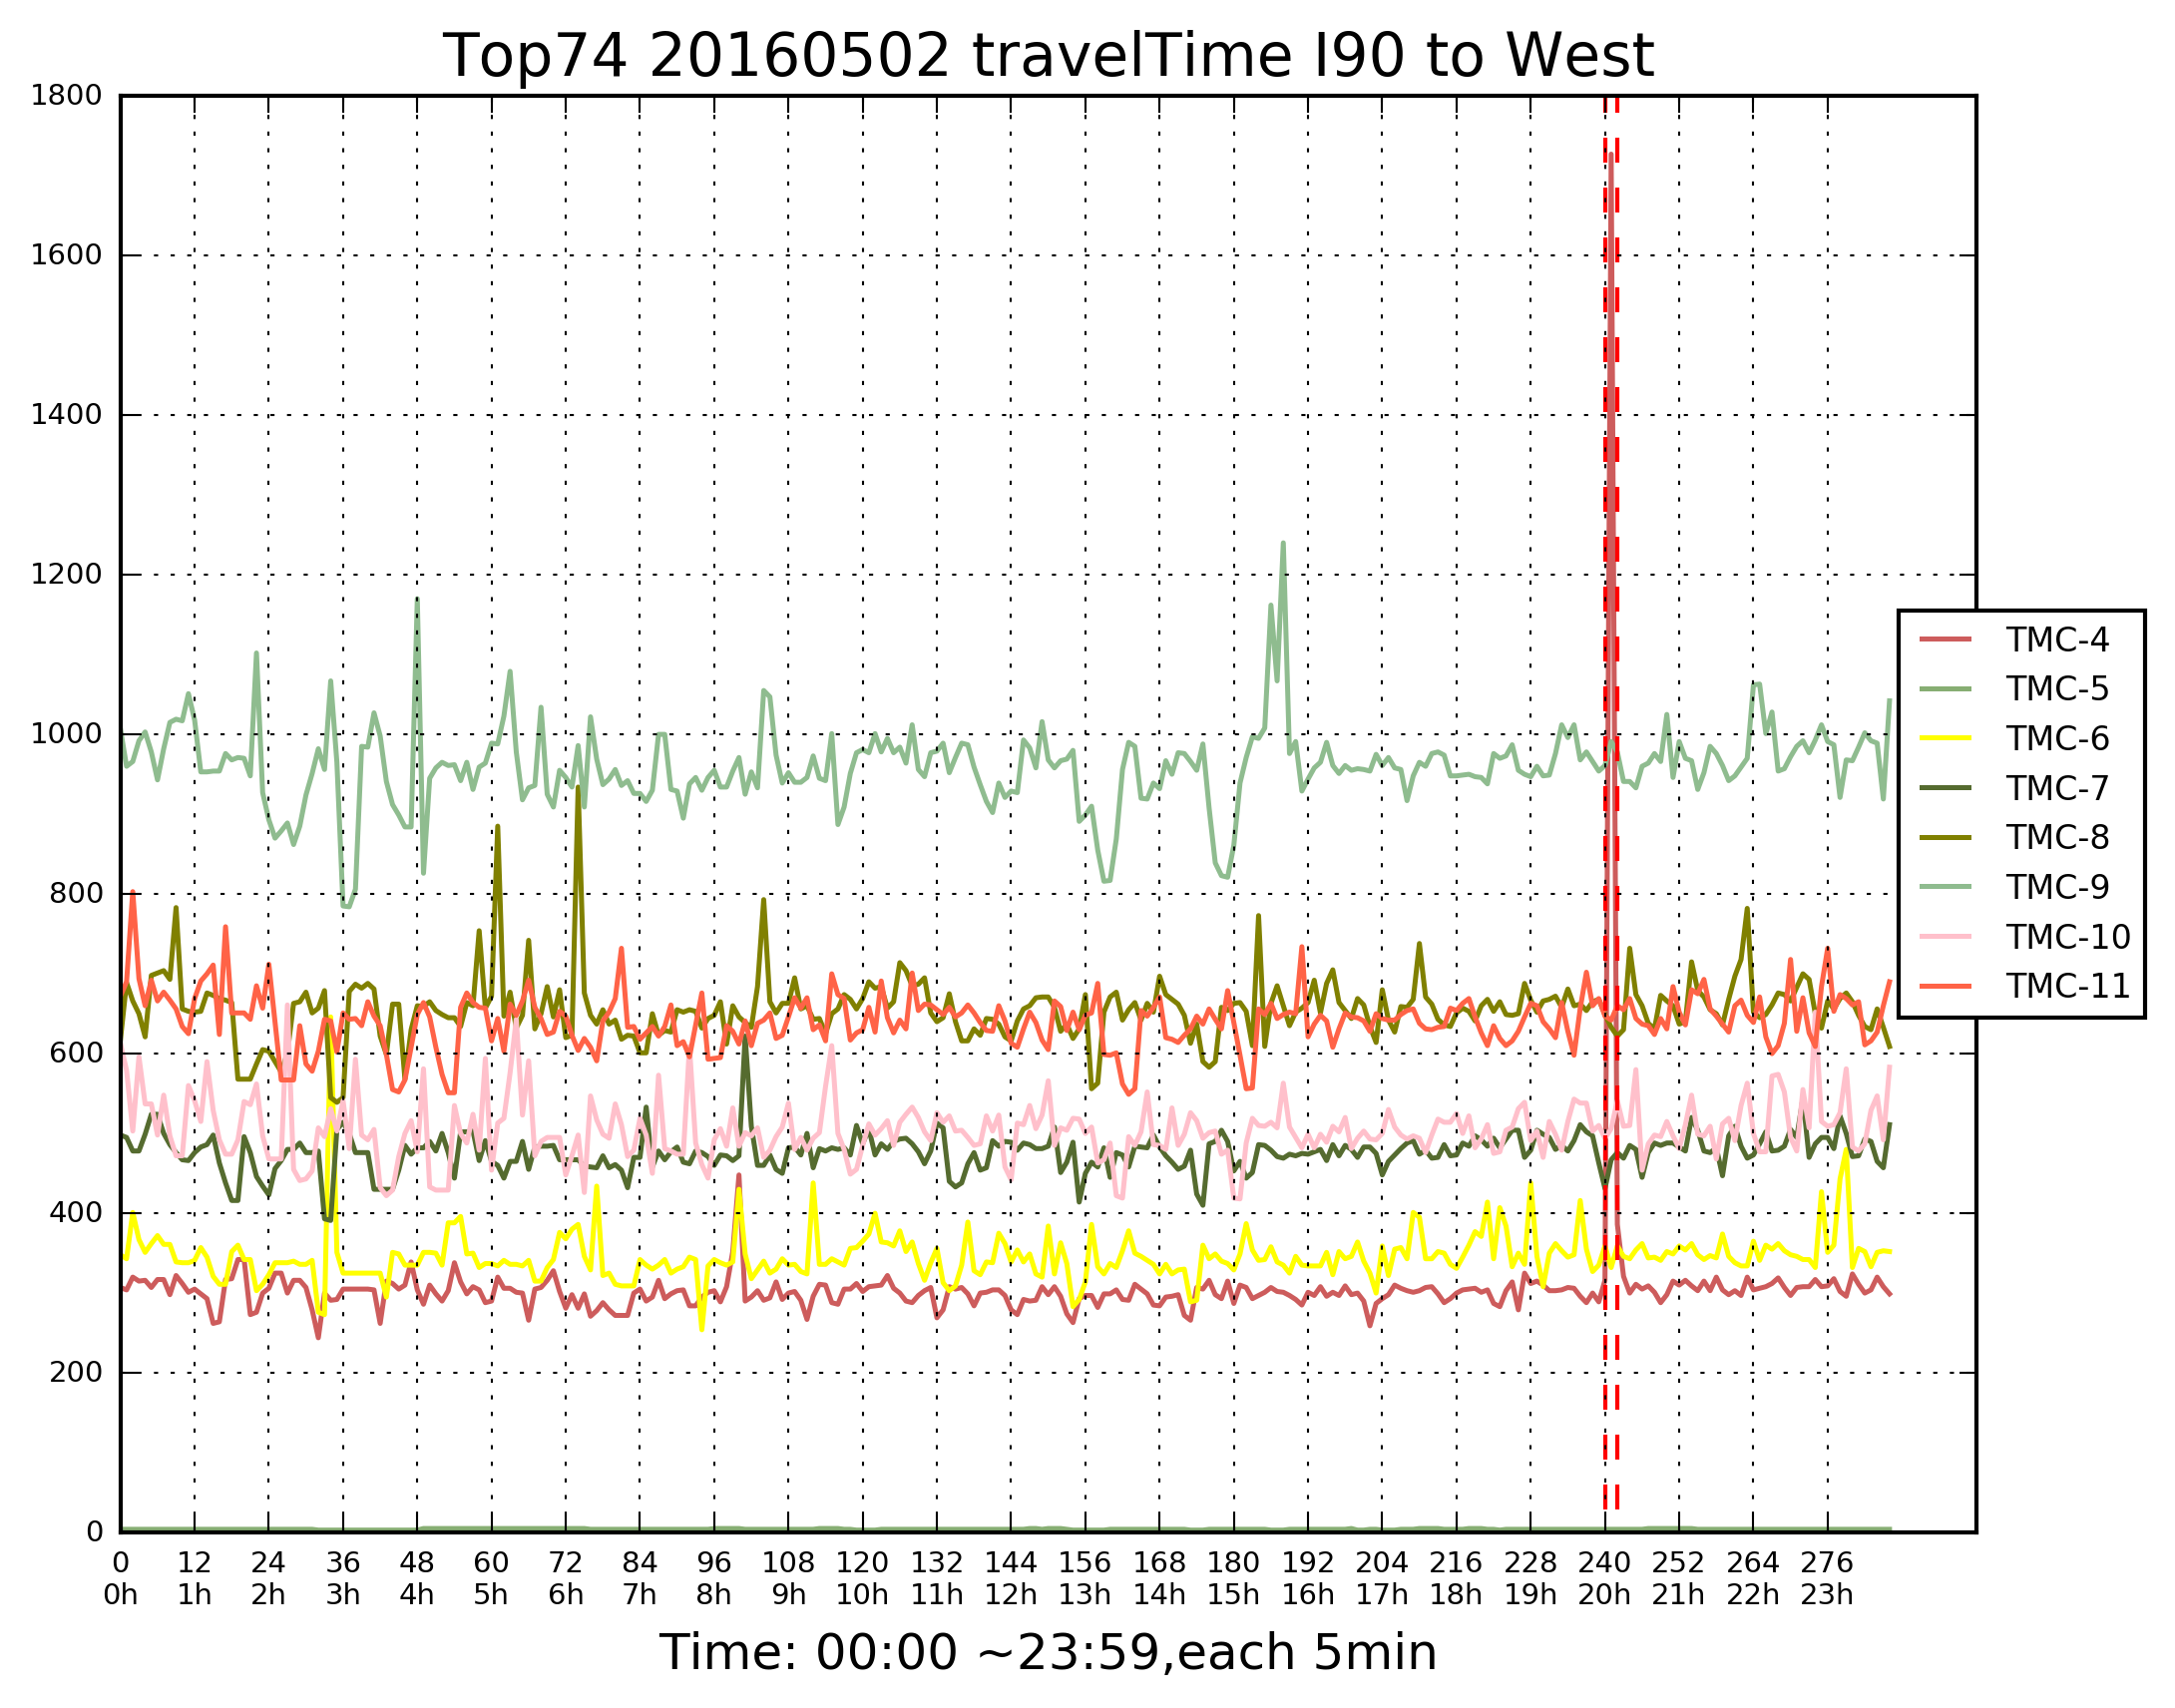 Top74 20160502 travelTime I90 to West
1800
1600
1400
1200
1000
800
600
400
200
0
TMC-4
TMC-5
TMC-6
TMC-7
TMC-8
TMC-9
TMC-10
TMC-11
0 12 24 36 48 60 72 84 96 108 120 132 144 156 168 180 192 204 216 228 240 252 264 276
0h 1h 2h 3h 4h 5h 6h 7h 8h 9h 10h 11h 12h 13h 14h 15h 16h 17h 18h 19h 20h 21h 22h 23h
Time: 00:00 ~23:59,each 5min